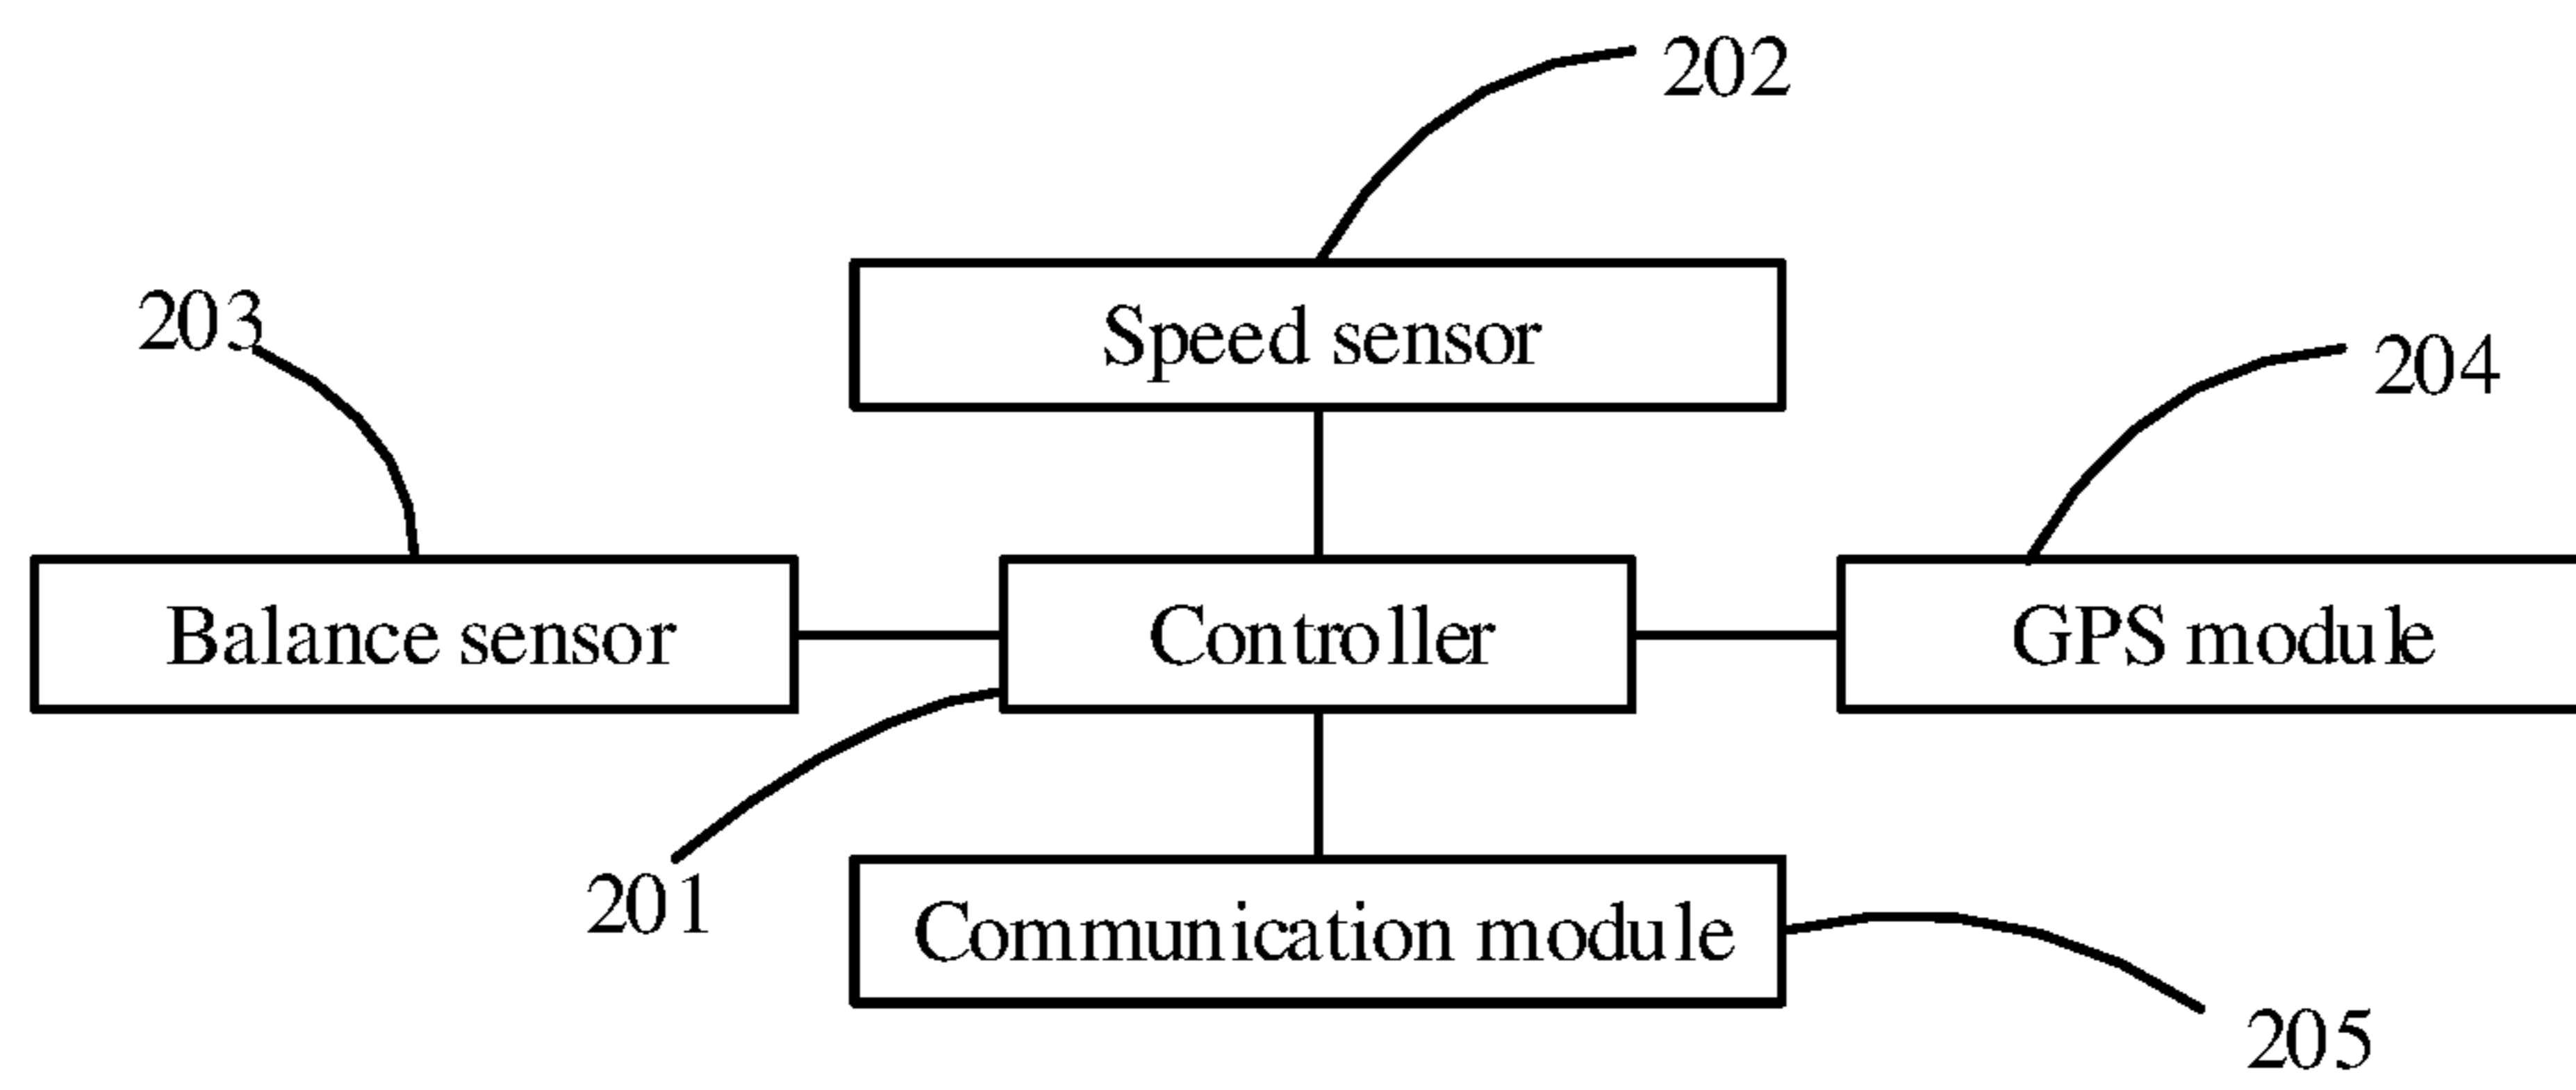 202
Speed sensor
203
204
Balance sensor
Controller
GPS module
201
Communication module
205